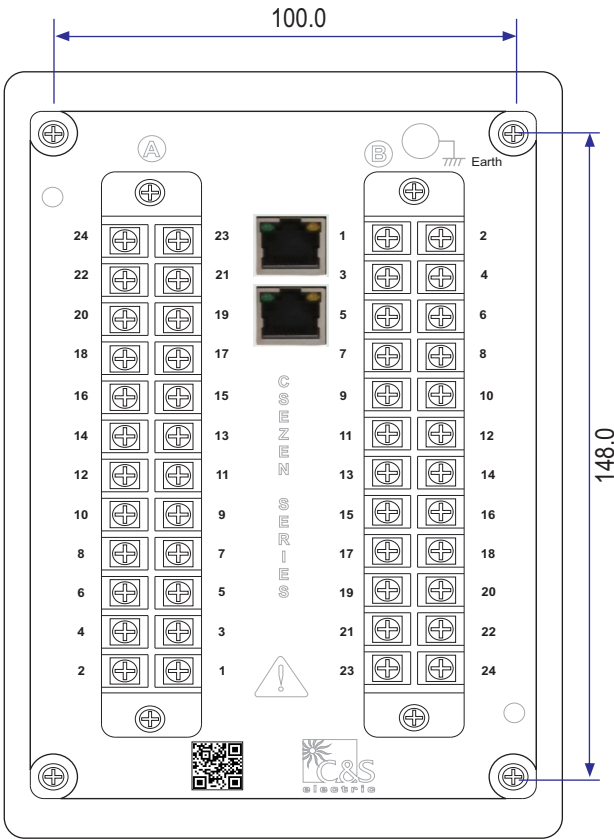 100.0
A
B
Earth
24 23 1 2
22 21 3 4
20 19 5 6
18 17 7 8
16 15 9 10
14 13 11 12
12 11 13 14
10 9 15 16
8 7 17 18
6 5 19 20
4 3 21 22
2 1 23 24
CSEZEN SERIES
148.0
C&S
electric